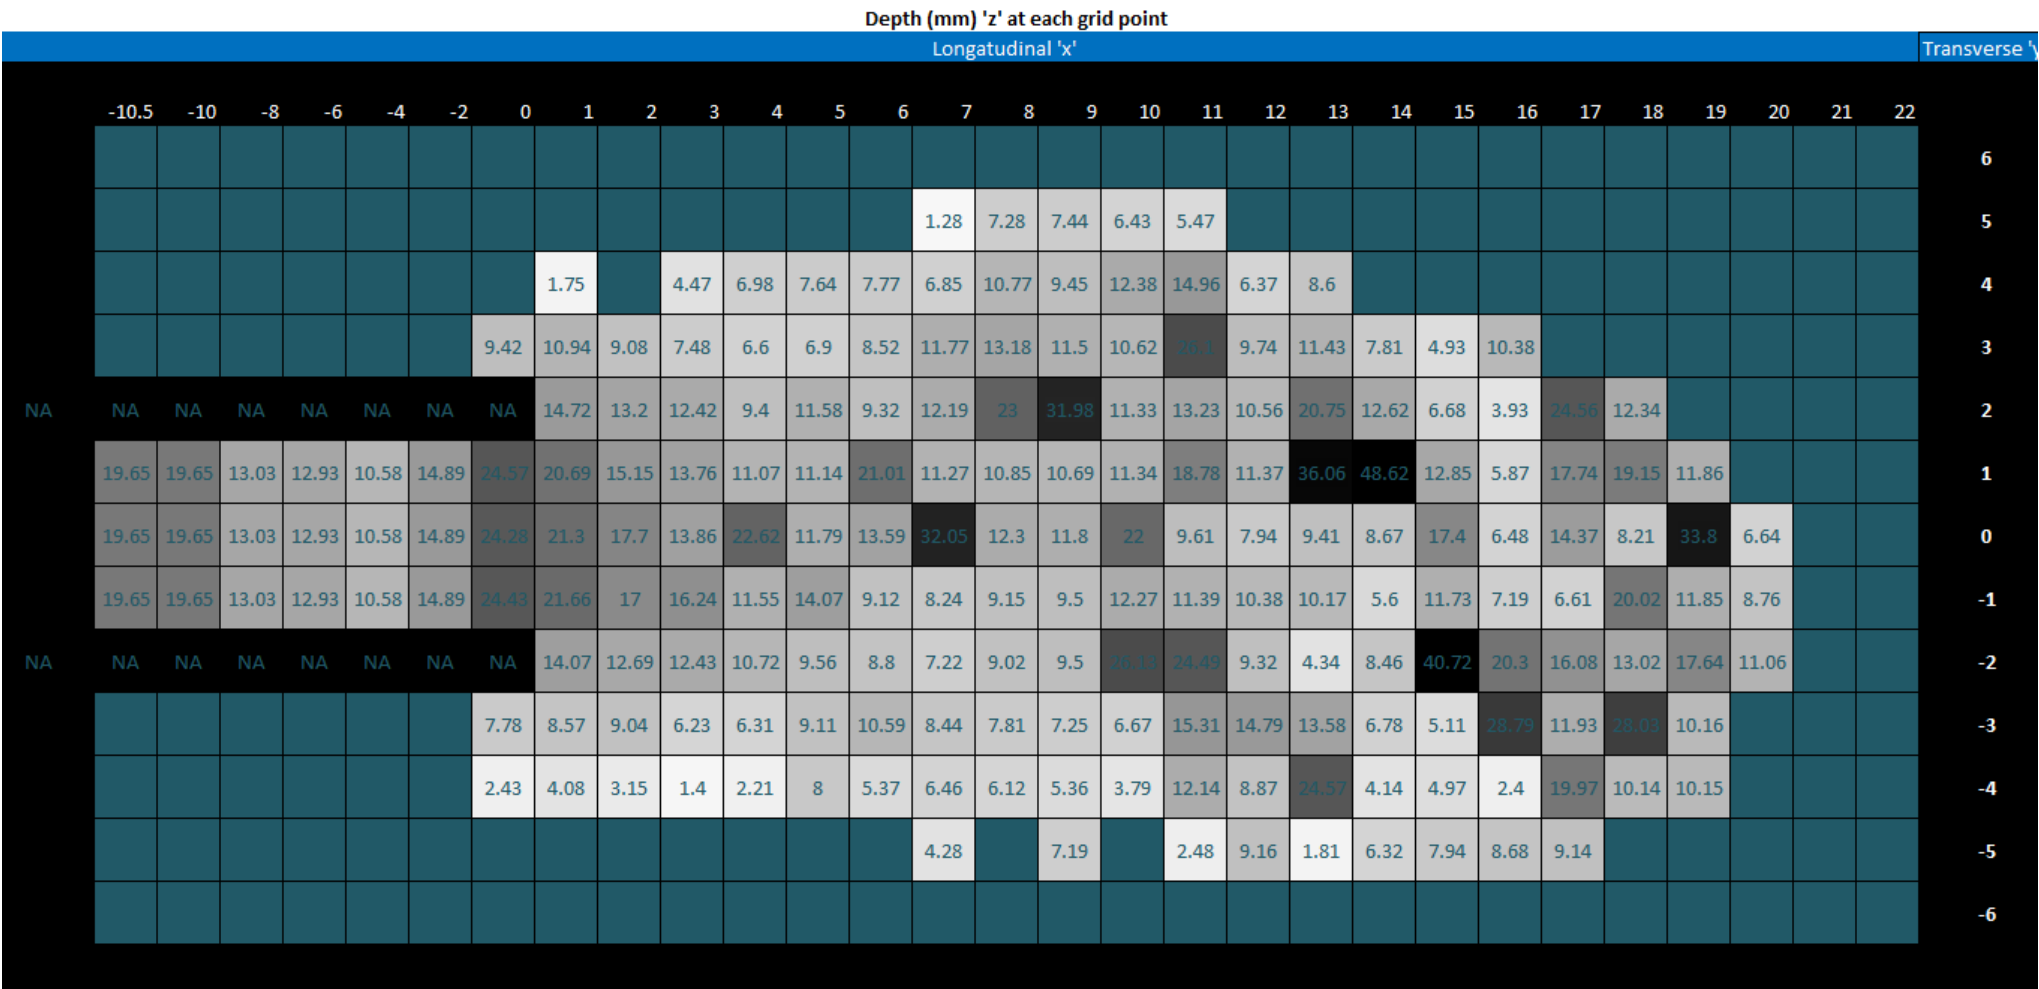 Depth (mm) 'z' at each grid point
Longatudinal 'x' Transverse 'y
-10.5 -10 -8 -6 -4 -2 0 1 2 3 4 5 6 7 8 9 10 11 12 13 14 15 16 17 18 19 20 21 22
6
1.28 7.28 7.44 6.43 5.47 5
1.75 4.47 6.98 7.64 7.77 6.85 10.77 9.45 12.38 14.96 6.37 8.6 4
9.42 10.94 9.08 7.48 6.6 6.9 8.52 11.77 13.18 11.5 10.62 9.74 11.43 7.81 4.93 10.38 3
NA NA NA NA NA NA NA NA 14.72 13.2 12.42 9.4 11.58 9.32 12.19 23 31.98 11.33 13.23 10.56 20.75 12.62 6.68 3.93 24.56 12.34 2
19.65 19.65 13.03 12.93 10.58 14.89 24.57 20.69 15.15 13.76 11.07 11.14 21.01 11.27 10.85 10.69 11.34 18.78 11.37 36.06 48.62 12.85 5.87 17.74 19.15 11.86 1
19.65 19.65 13.03 12.93 10.58 14.89 24.28 21.3 17.7 13.86 22.62 11.79 13.59 32.05 12.3 11.8 22 9.61 7.94 9.41 8.67 17.4 6.48 14.37 8.21 33.8 6.64 0
19.65 19.65 13.03 12.93 10.58 14.89 24.43 21.66 17 16.24 11.55 14.07 9.12 8.24 9.15 9.5 12.27 11.39 10.38 10.17 5.6 11.73 7.19 6.61 20.02 11.85 8.76 -1
NA NA NA NA NA NA NA NA 14.07 12.69 12.43 10.72 9.56 8.8 7.22 9.02 9.5 24.49 9.32 4.34 8.46 40.72 20.3 16.08 13.02 17.64 11.06 -2
7.78 8.57 9.04 6.23 6.31 9.11 10.59 8.44 7.81 7.25 6.67 15.31 14.79 13.58 6.78 5.11 28.79 11.93 28.03 10.16 -3
2.43 4.08 3.15 1.4 2.21 8 5.37 6.46 6.12 5.36 3.79 12.14 8.87 24.57 4.14 4.97 2.4 19.97 10.14 10.15 -4
4.28 7.19 2.48 9.16 1.81 6.32 7.94 8.68 9.14 -5
-6